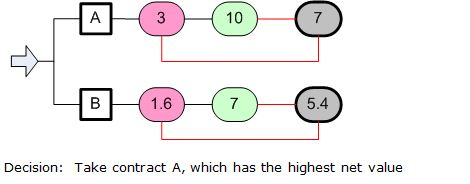 A 3 10 7
B 1.6 7 5.4
Decision: Take contract A, which has the highest net value